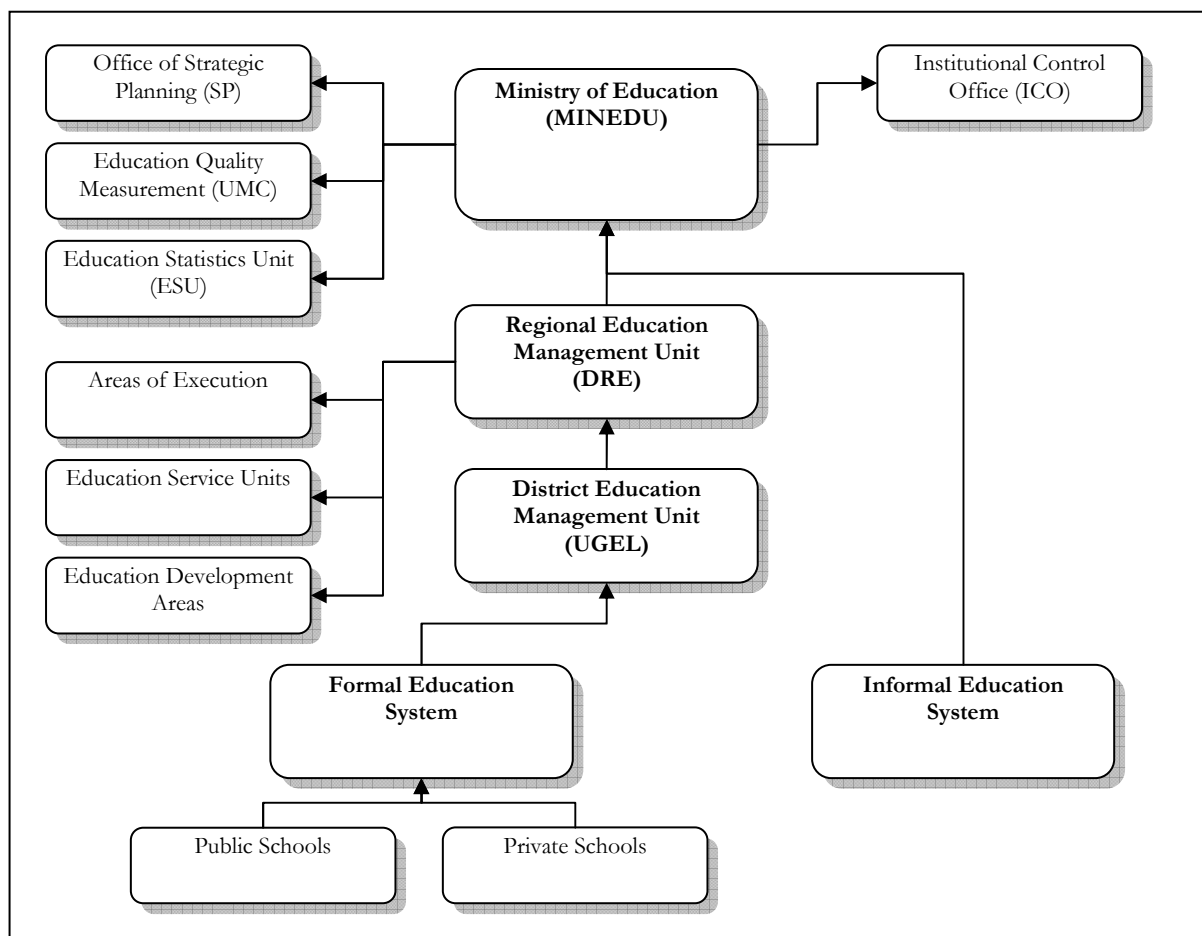 Office of Strategic
Planning (SP)
Ministry of Education
(MINEDU)
Institutional Control
Office (ICO)
Education Quality
Measurement (UMC)
Education Statistics Unit
(ESU)
Regional Education
Management Unit
(DRE)
Areas of Execution
Education Service Units
District Education
Management Unit
(UGEL)
Education Development
Areas
Formal Education
System
Informal Education
System
Public Schools
Private Schools